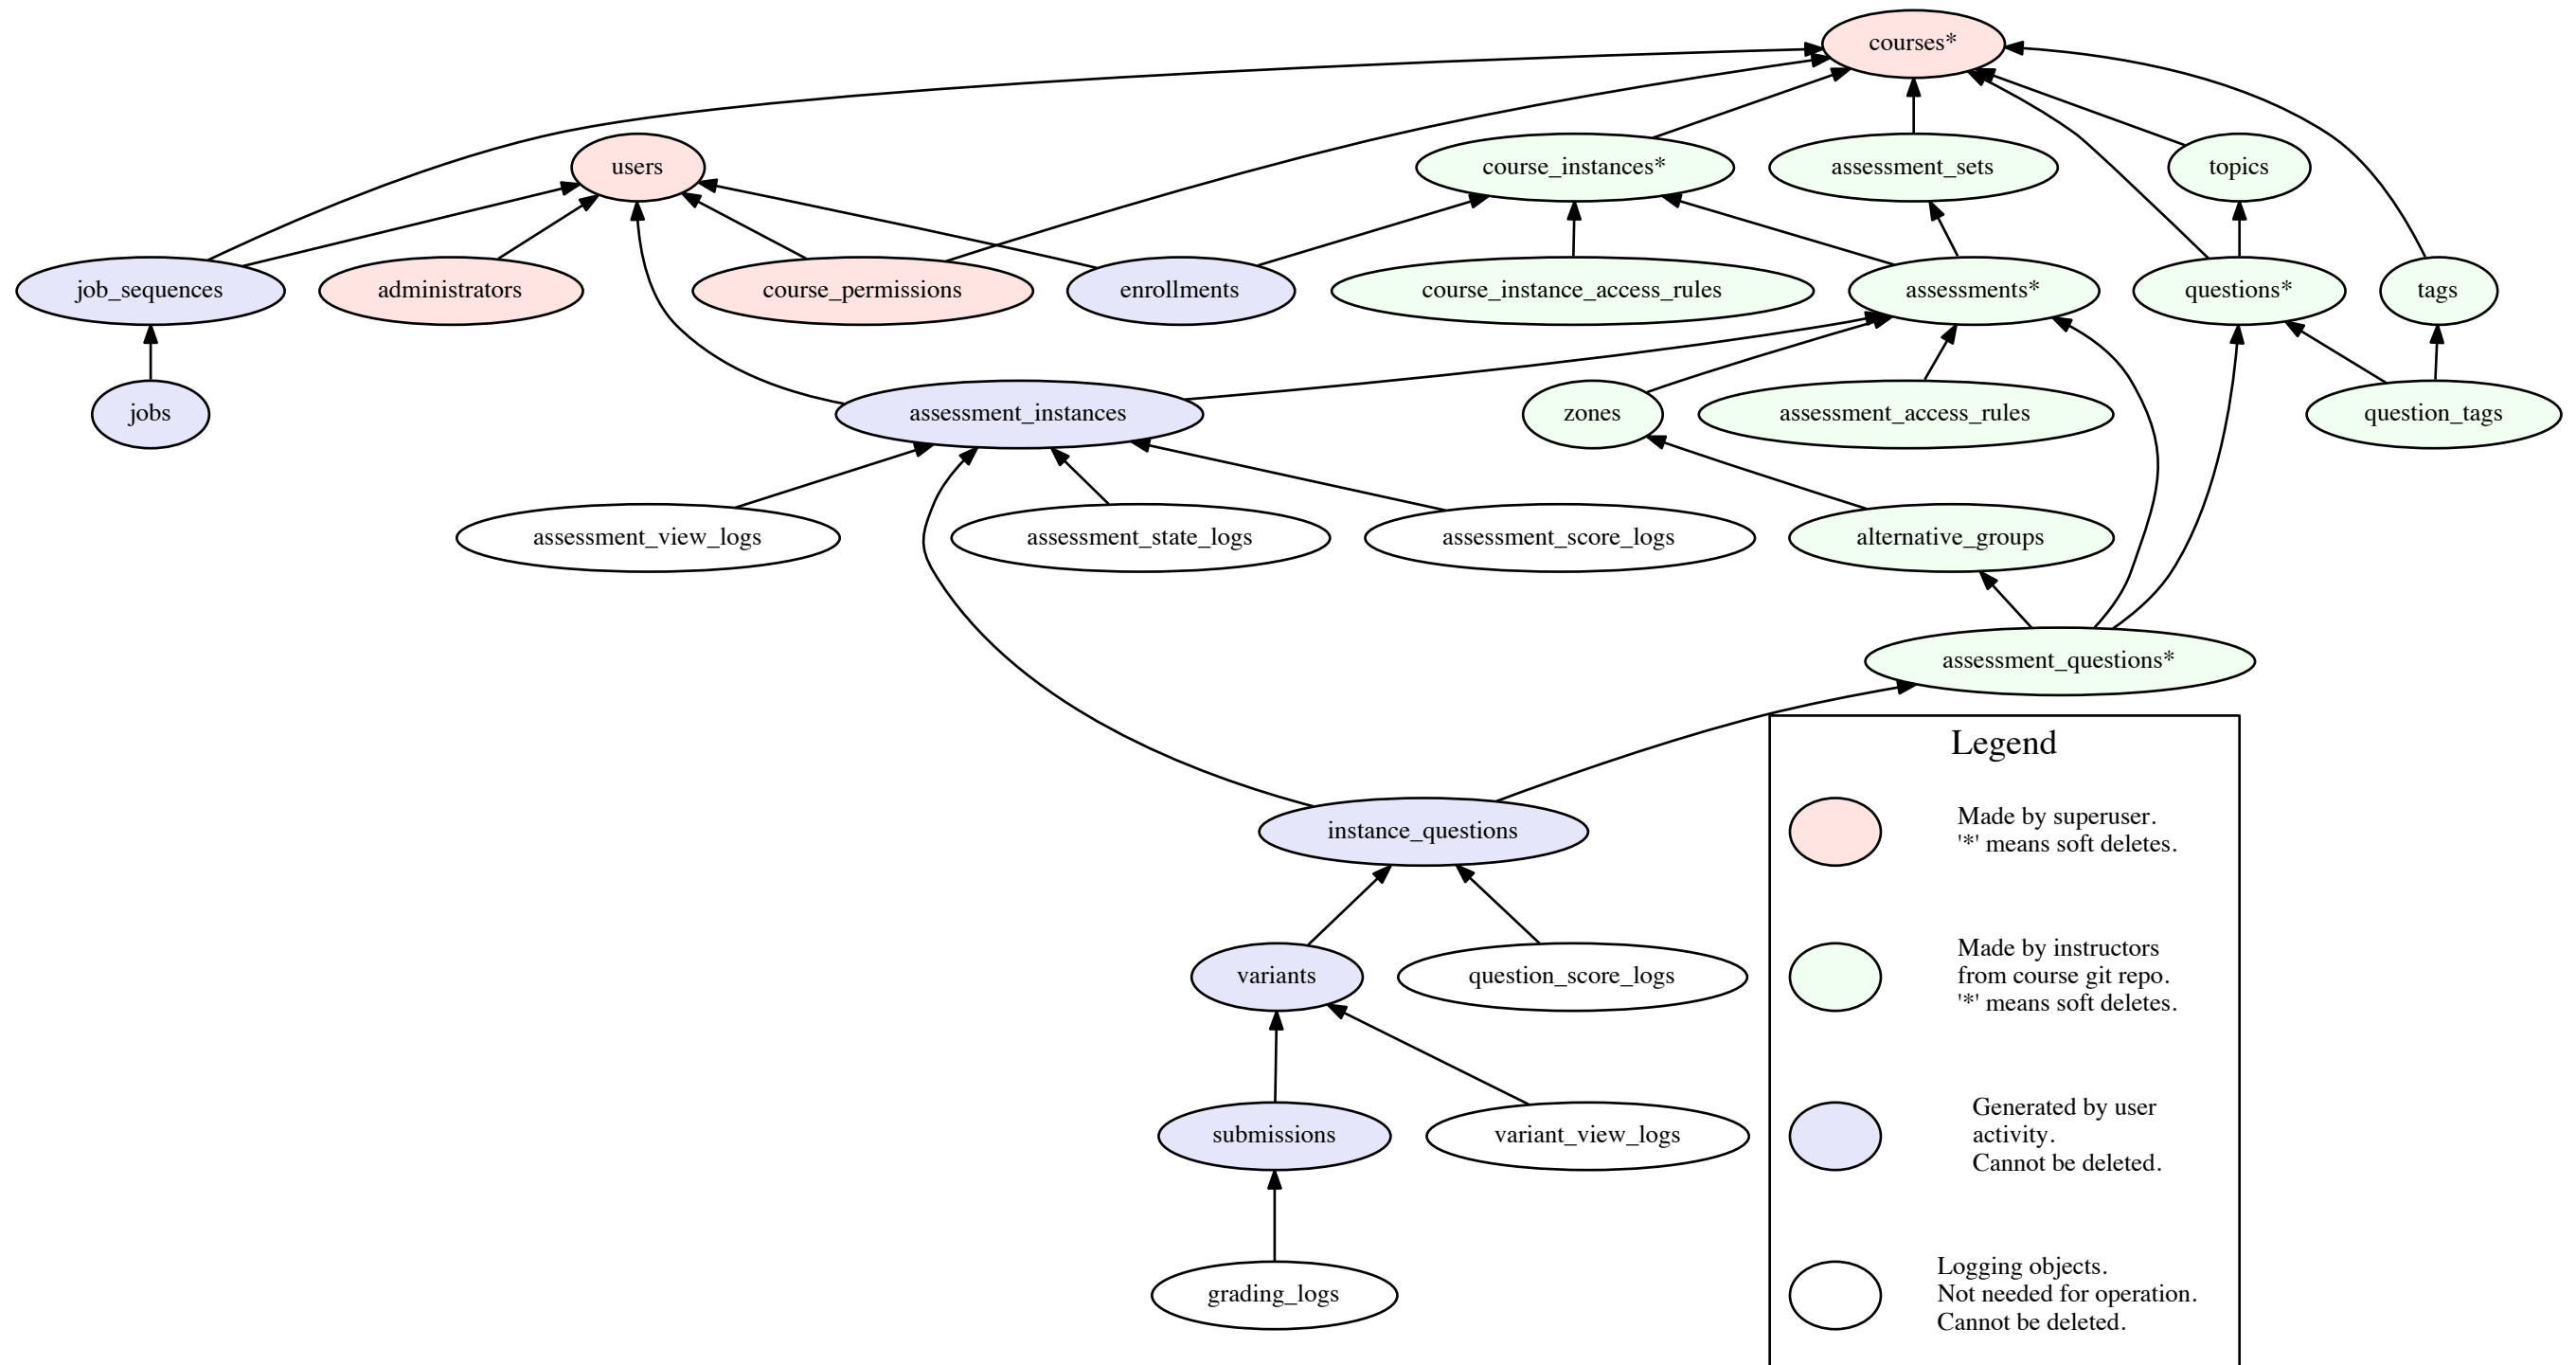 courses*
users
course_instances*
assessment_sets
topics
job_sequences
administrators
course_permissions
enrollments
course_instance_access_rules
assessments*
questions*
tags
jobs
assessment_instances
zones
assessment_access_rules
question_tags
assessment_view_logs
assessment_state_logs
assessment_score_logs
alternative_groups
assessment_questions*
Legend
instance_questions
Made by superuser.
'*' means soft deletes.
variants
question_score_logs
Made by instructors
from course git repo.
'*' means soft deletes.
submissions
variant_view_logs
Generated by user
activity.
Cannot be deleted.
grading_logs
Logging objects.
Not needed for operation.
Cannot be deleted.